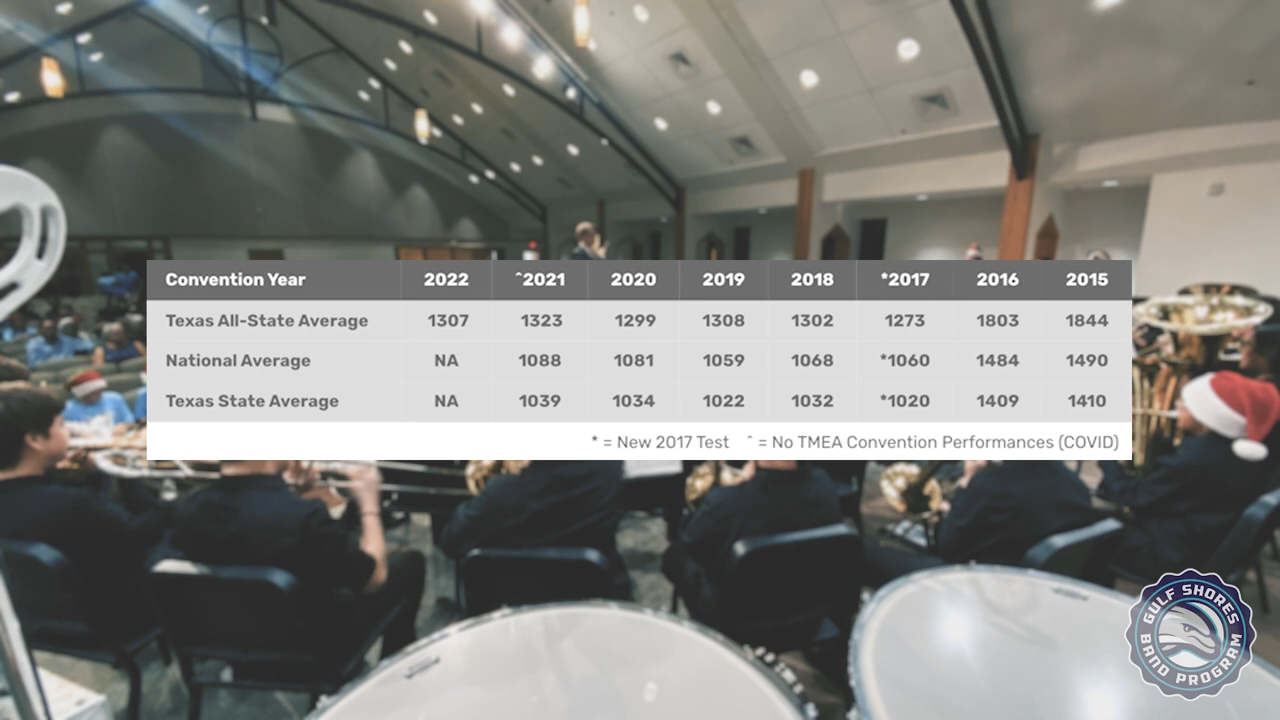 Convention Year 2022 ˆ2021 2020 2019 2018 *2017 2016 2015
Texas All-State Average 1307 1323 1299 1308 1302 1273 1803 1844
National Average NA 1088 1081 1059 1068 *1060 1484 1490
Texas State Average NA 1039 1034 1022 1032 *1020 1409 1410
* = New 2017 Test ˆ = No TMEA Convention Performances (COVID)
GULF SHORES
BAND PROGRAM